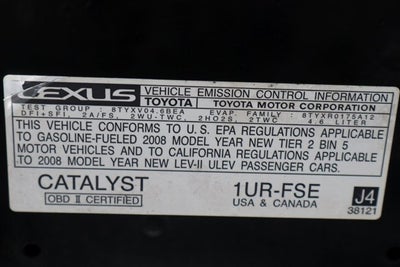 LEXUS VEHICLE EMISSION CONTROL INFORMATION
TOYOTA TOYOTA MOTOR CORPORATION
TEST GROUP : 8TYXV04.6BEA EVAP. FAMILY : 8TYXR0175A12
DFI+SFI, 2A/FS, 2WU-TWC, 2HO2S, 2TWC 4.6 LITER
THIS VEHICLE CONFORMS TO U.S. EPA REGULATIONS APPLICABLE
TO GASOLINE-FUELED 2008 MODEL YEAR NEW TIER 2 BIN 5
MOTOR VEHICLES AND TO CALIFORNIA REGULATIONS APPLICABLE
TO 2008 MODEL YEAR NEW LEV-II ULEV PASSENGER CARS.
CATALYST 1UR-FSE J4
OBD II CERTIFIED USA & CANADA 38121